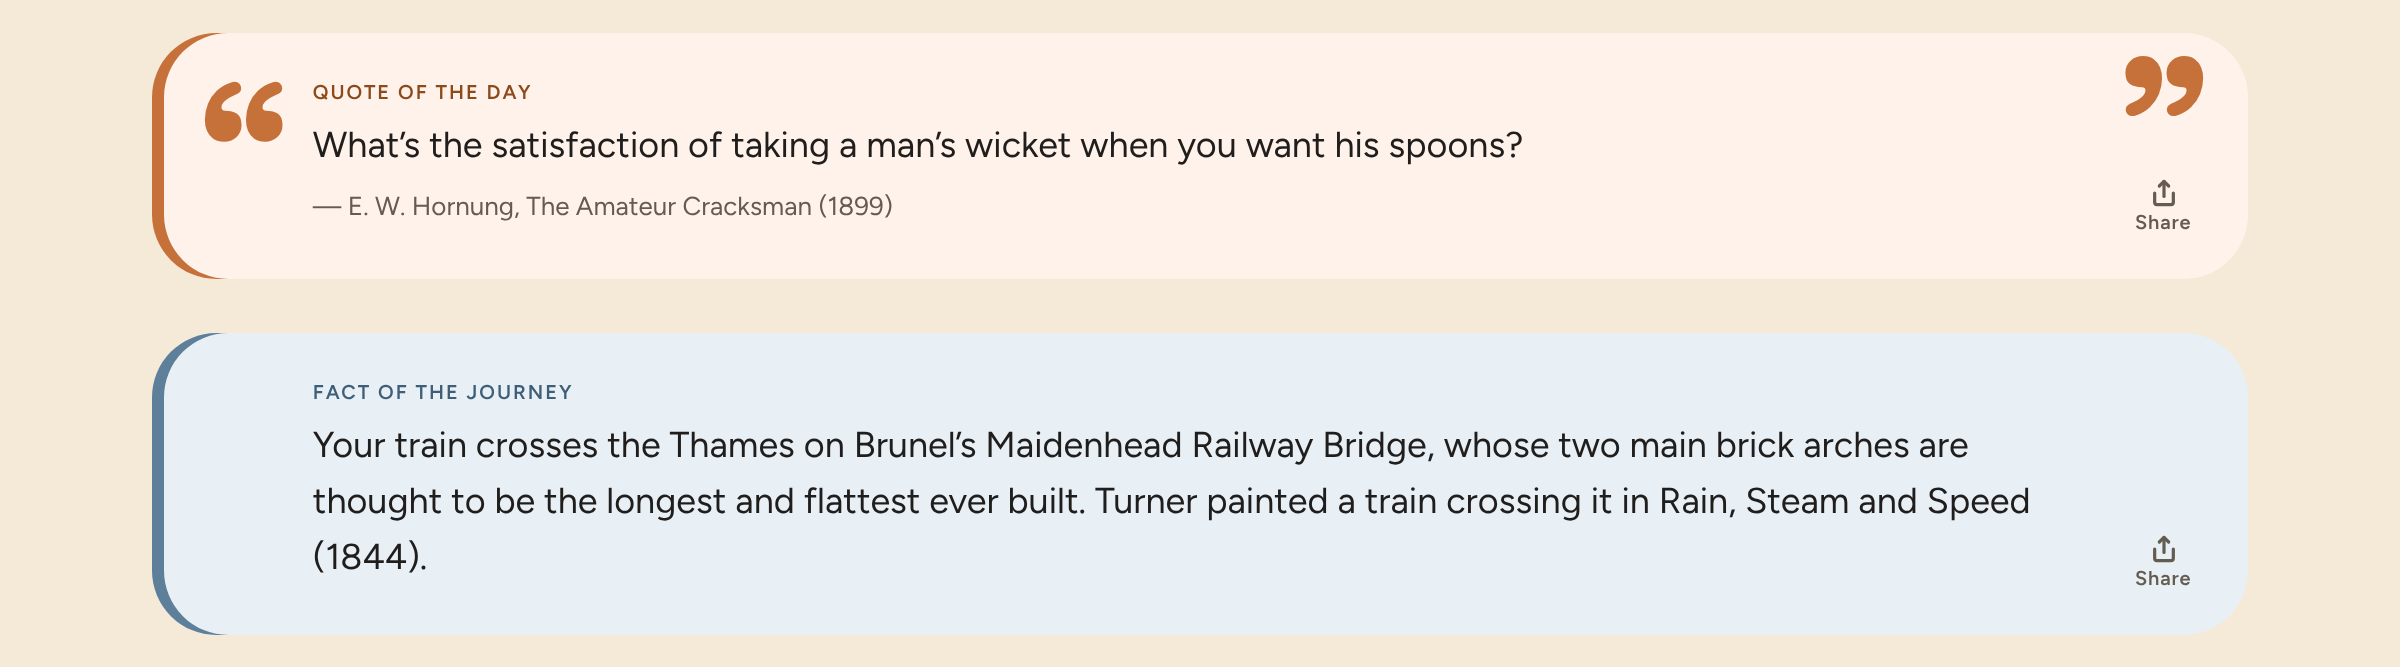 QUOTE OF THE DAY
What’s the satisfaction of taking a man’s wicket when you want his spoons?
— E. W. Hornung, The Amateur Cracksman (1899)
Share
FACT OF THE JOURNEY
Your train crosses the Thames on Brunel’s Maidenhead Railway Bridge, whose two main brick arches are
thought to be the longest and flattest ever built. Turner painted a train crossing it in Rain, Steam and Speed
(1844).
Share